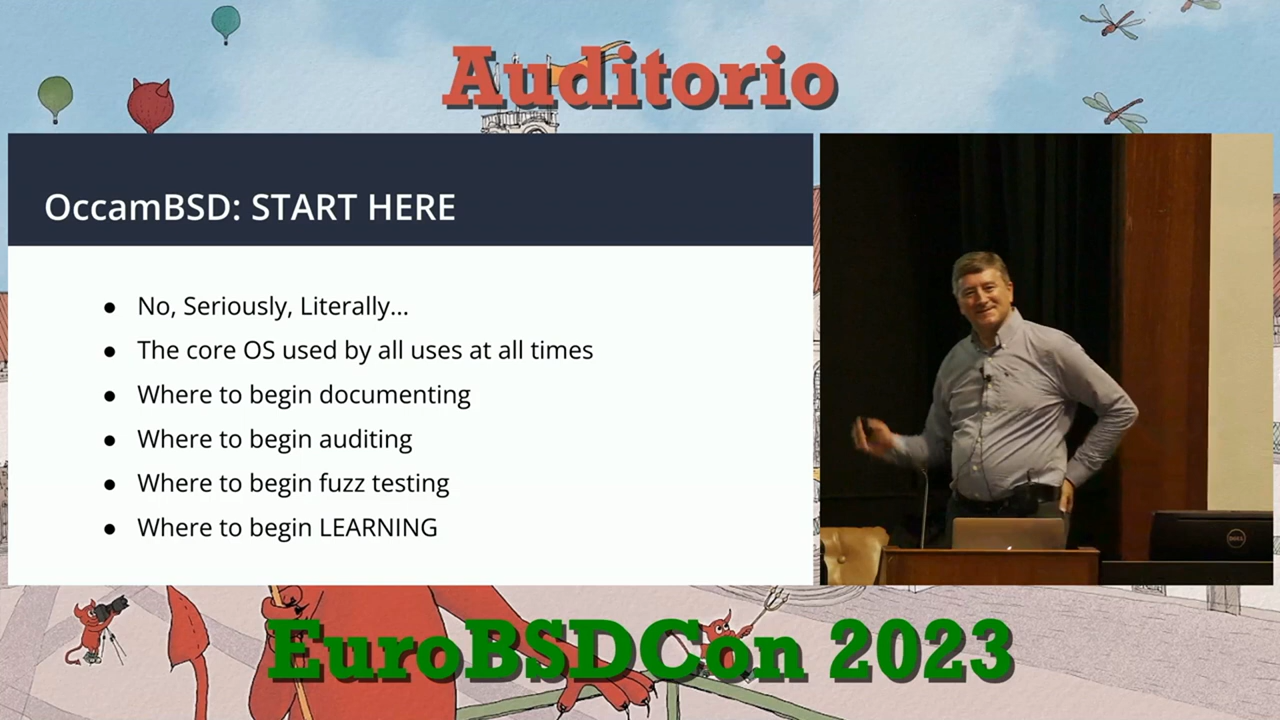 Auditorio
OccamBSD: START HERE
No, Seriously, Literally...
The core OS used by all uses at all times
Where to begin documenting
Where to begin auditing
Where to begin fuzz testing
Where to begin LEARNING
DELL
EuroBSDCon 2023